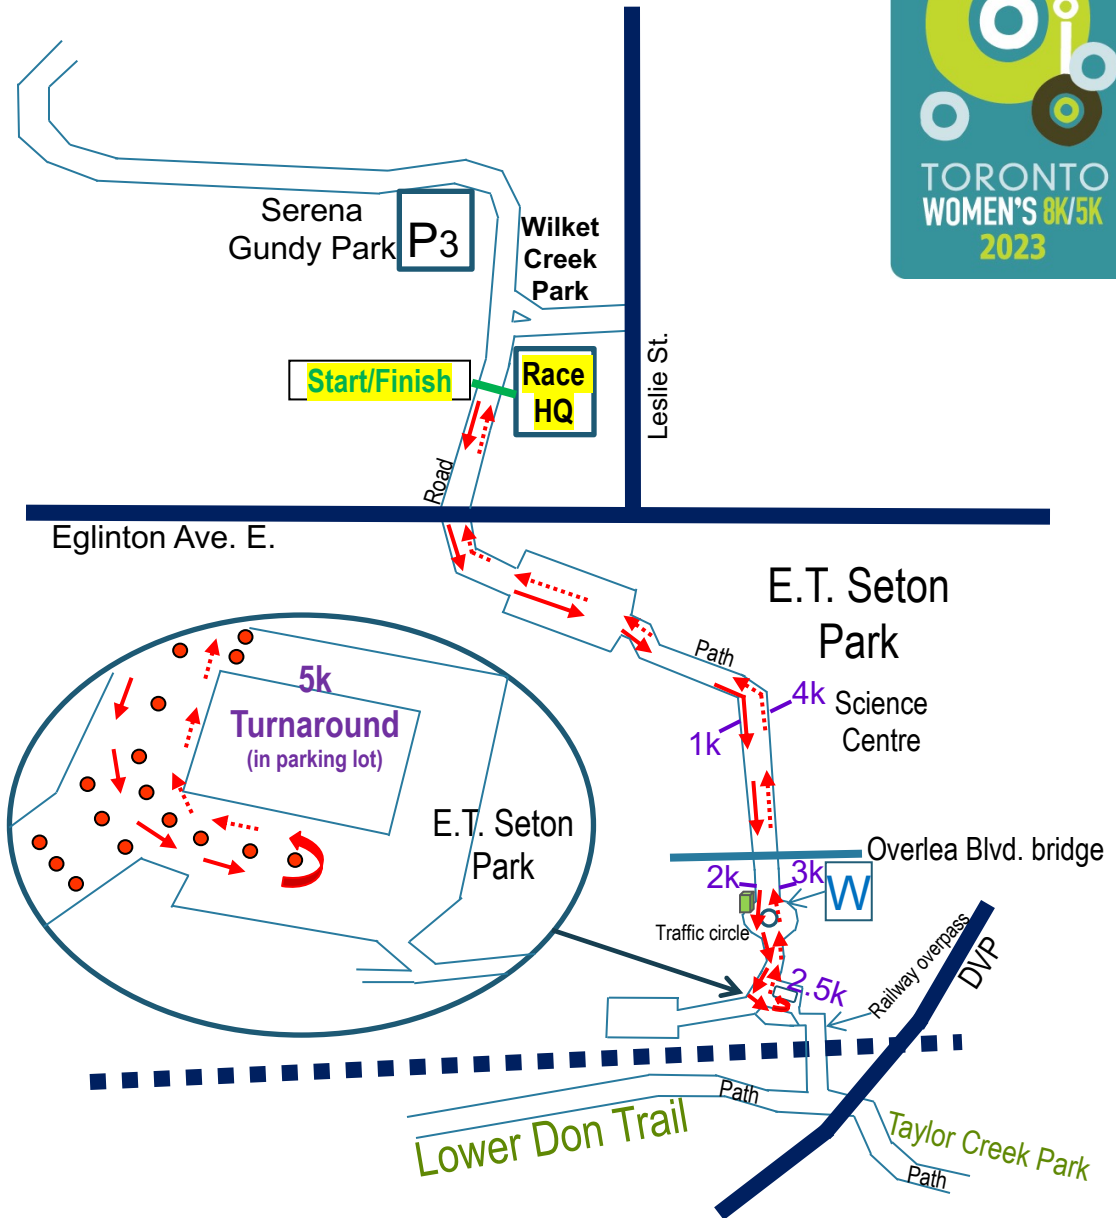 TORONTO
WOMEN'S 8K/5K
2023
Serena
Gundy Park
P3
Wilket
Creek
Park
Start/Finish
Race
HQ
Leslie St.
Road
Eglinton Ave. E.
E.T. Seton
Park
Path
4k
Science
Centre
1k
5k
Turnaround
(in parking lot)
E.T. Seton
Park
Overlea Blvd. bridge
2k
3k
W
Traffic circle
2.5k
Railway overpass
DVP
Path
Lower Don Trail
Taylor Creek Park
Path